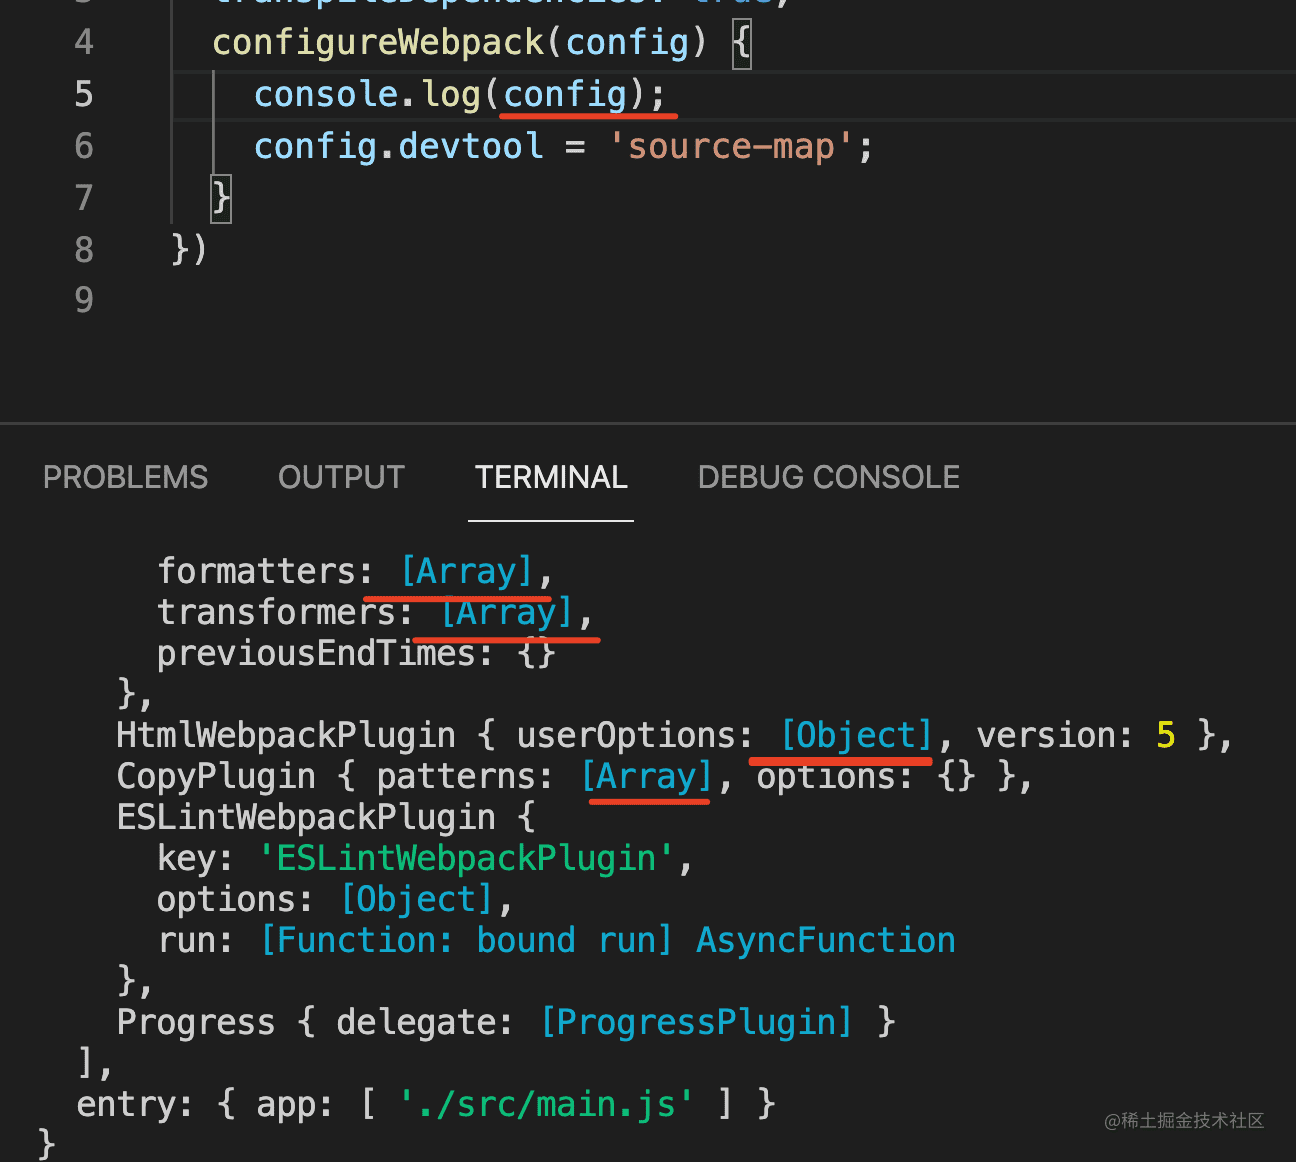 transpileDependencies: true,
4 configureWebpack(config) {
5 console.log(config);
6 config.devtool = 'source-map';
7 }
8 })
9
PROBLEMS OUTPUT TERMINAL DEBUG CONSOLE
formatters: [Array],
transformers: [Array],
previousEndTimes: {}
},
HtmlWebpackPlugin { userOptions: [Object], version: 5 },
CopyPlugin { patterns: [Array], options: {} },
ESLintWebpackPlugin {
key: 'ESLintWebpackPlugin',
options: [Object],
run: [Function: bound run] AsyncFunction
},
Progress { delegate: [ProgressPlugin] }
],
entry: { app: [ './src/main.js' ] }
}
@稀土掘金技术社区